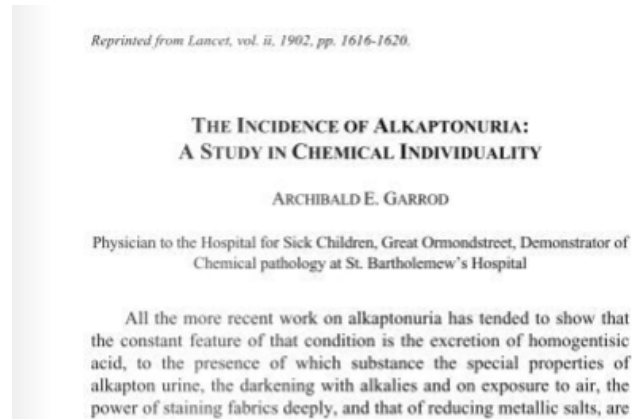 Reprinted from Lancet, vol. ii, 1902, pp. 1616-1620.
THE INCIDENCE OF ALKAPTONURIA:
A STUDY IN CHEMICAL INDIVIDUALITY
ARCHIBALD E. GARROD
Physician to the Hospital for Sick Children, Great Ormondstreet, Demonstrator of
Chemical pathology at St. Bartholemew's Hospital
All the more recent work on alkaptonuria has tended to show that
the constant feature of that condition is the excretion of homogentisic
acid, to the presence of which substance the special properties of
alkapton urine, the darkening with alkalies and on exposure to air, the
power of staining fabrics deeply, and that of reducing metallic salts, are